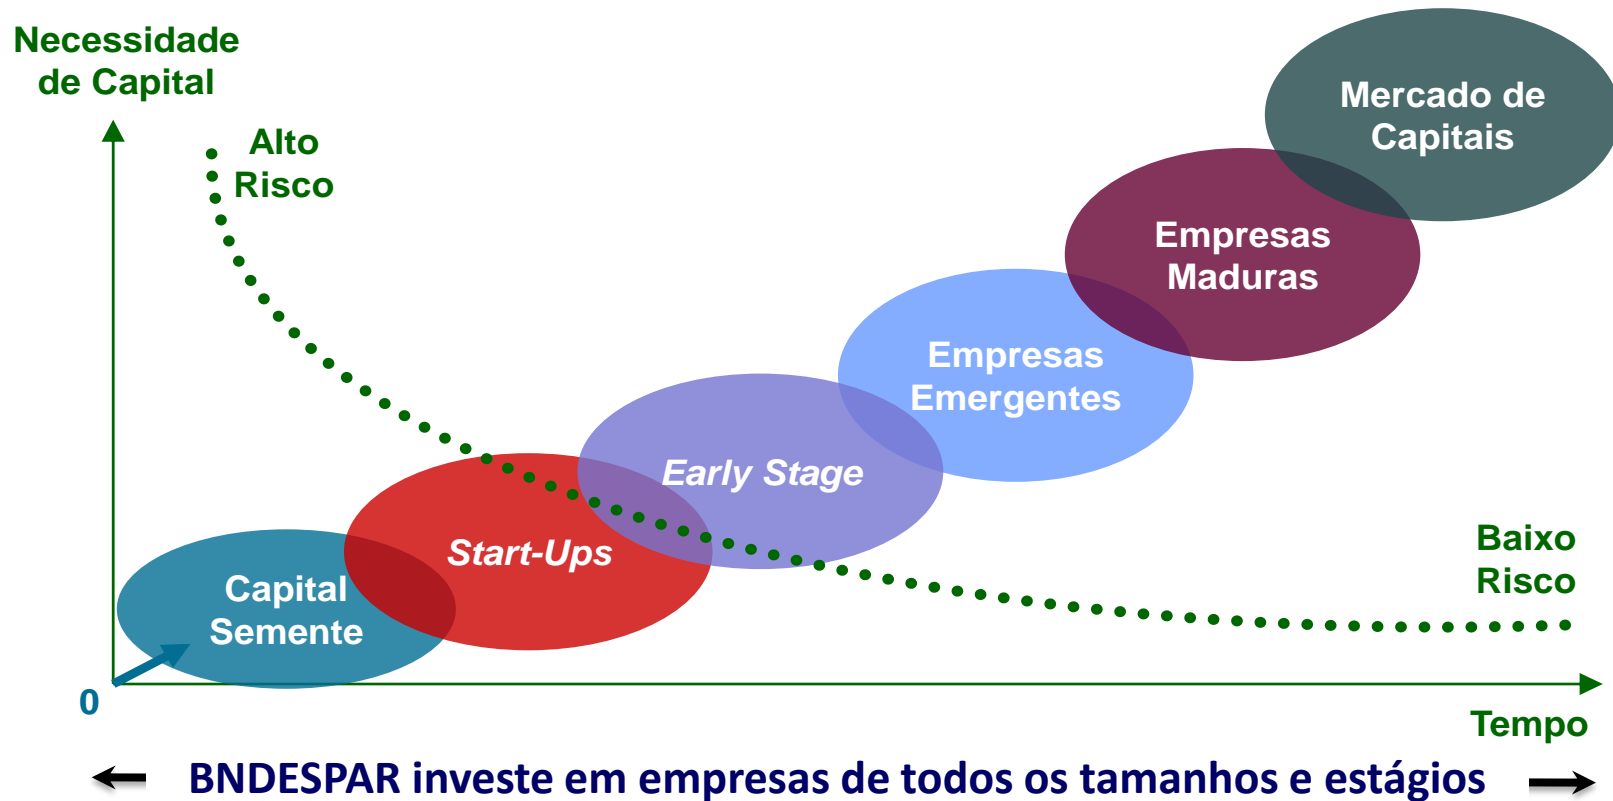 Necessidade
de Capital
Alto
Risco
Mercado de
Capitais
Empresas
Maduras
Empresas
Emergentes
Early Stage
Start-Ups
Capital
Semente
Baixo
Risco
0
Tempo
BNDESPAR investe em empresas de todos os tamanhos e estágios